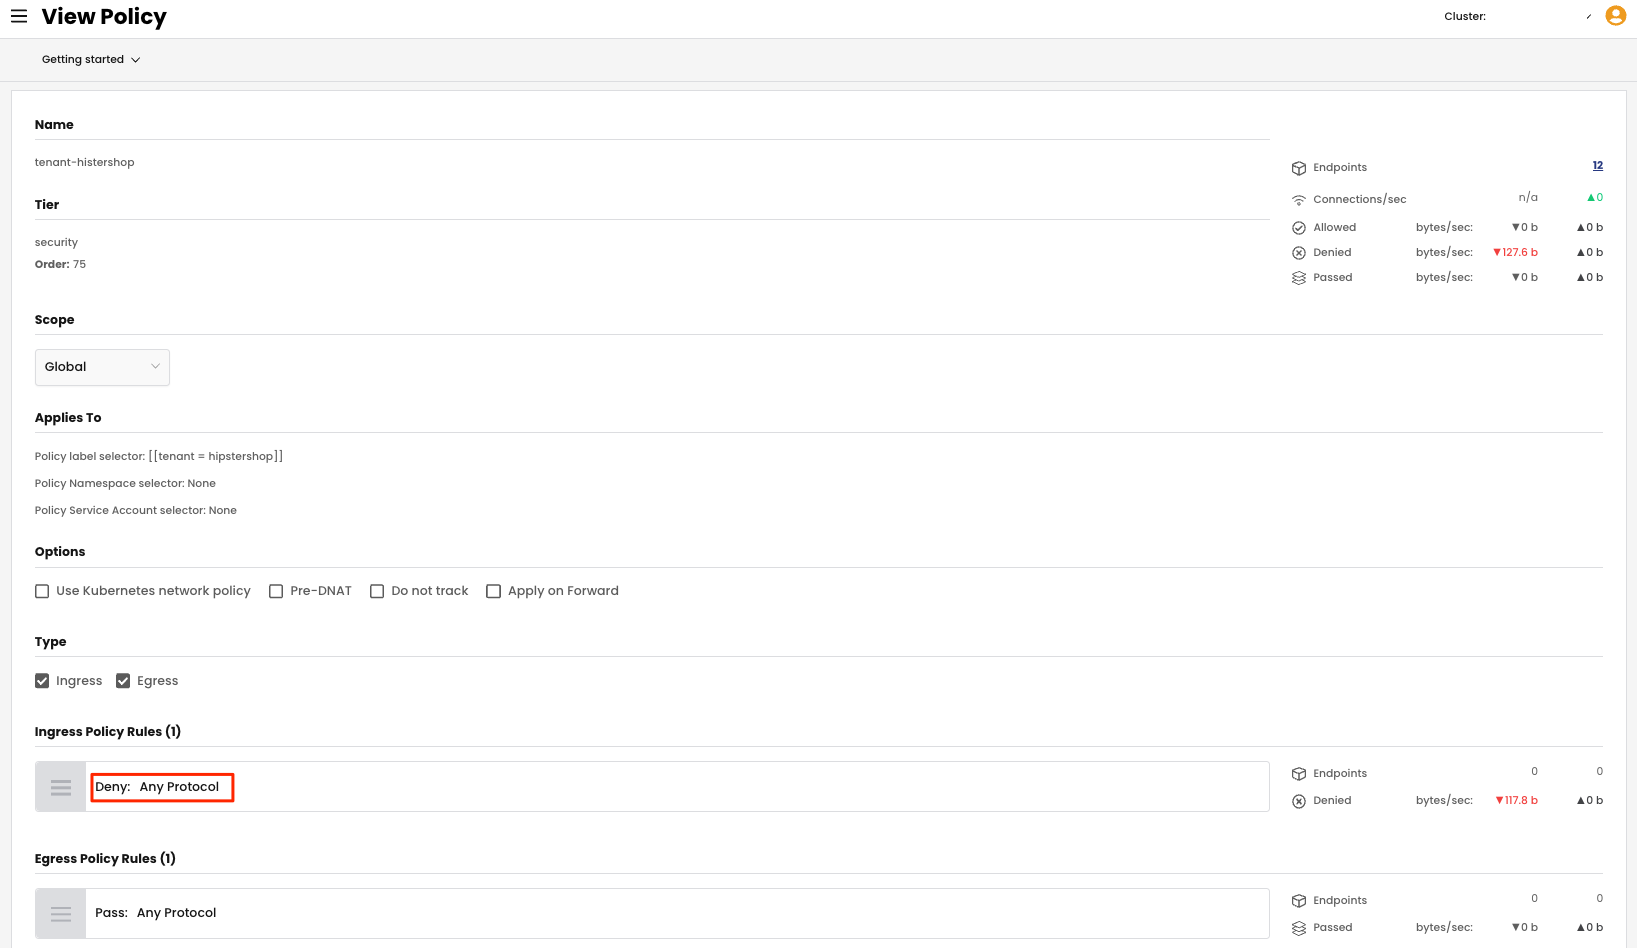 View Policy
Cluster:
Getting started
Name
tenant-histershop
Endpoints 12
Tier
Connections/sec n/a ▲0
Allowed bytes/sec: ▼0 b ▲0 b
security
Denied bytes/sec: ▼127.6 b ▲0 b
Order: 75
Passed bytes/sec: ▼0 b ▲0 b
Scope
Global
Applies To
Policy label selector: [[tenant = hipstershop]]
Policy Namespace selector: None
Policy Service Account selector: None
Options
Use Kubernetes network policy Pre-DNAT Do not track Apply on Forward
Type
Ingress Egress
Ingress Policy Rules (1)
Deny: Any Protocol
Endpoints 0 0
Denied bytes/sec: ▼117.8 b ▲0 b
Egress Policy Rules (1)
Pass: Any Protocol
Endpoints 0 0
Passed bytes/sec: ▼0 b ▲0 b